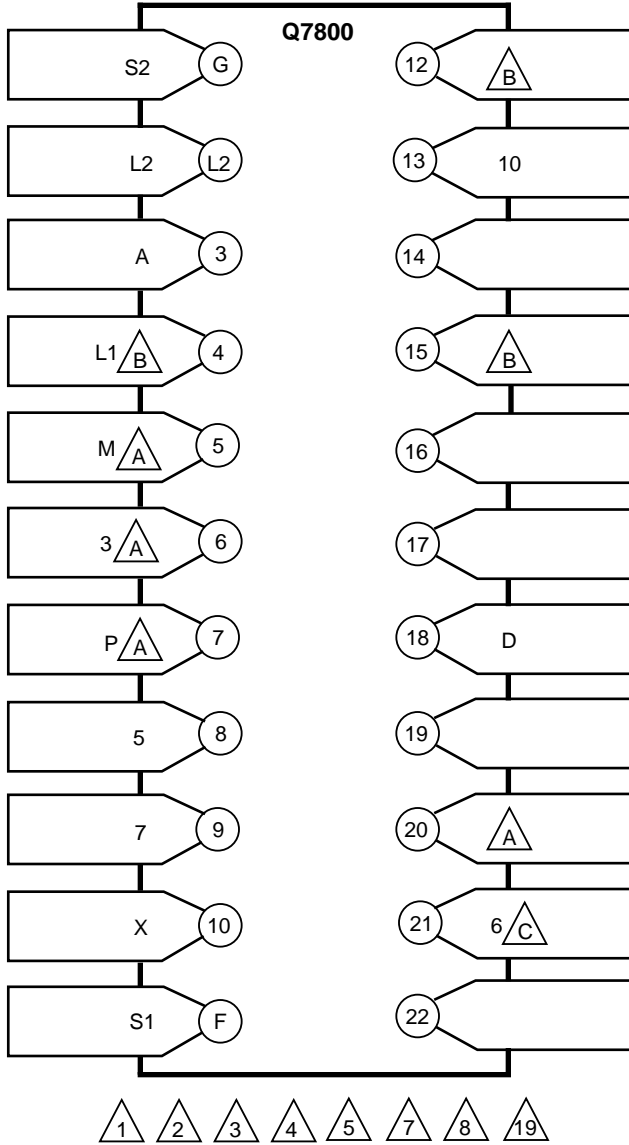 Q7800
S2 G 12 B
L2 L2 13 10
A 3 14
L1 B 4 15 B
M A 5 16
3 A 6 17
P A 7 18 D
5 8 19
7 9 20 A
X 10 21 6 C
S1 F 22
1 2 3 4 5 7 8 19